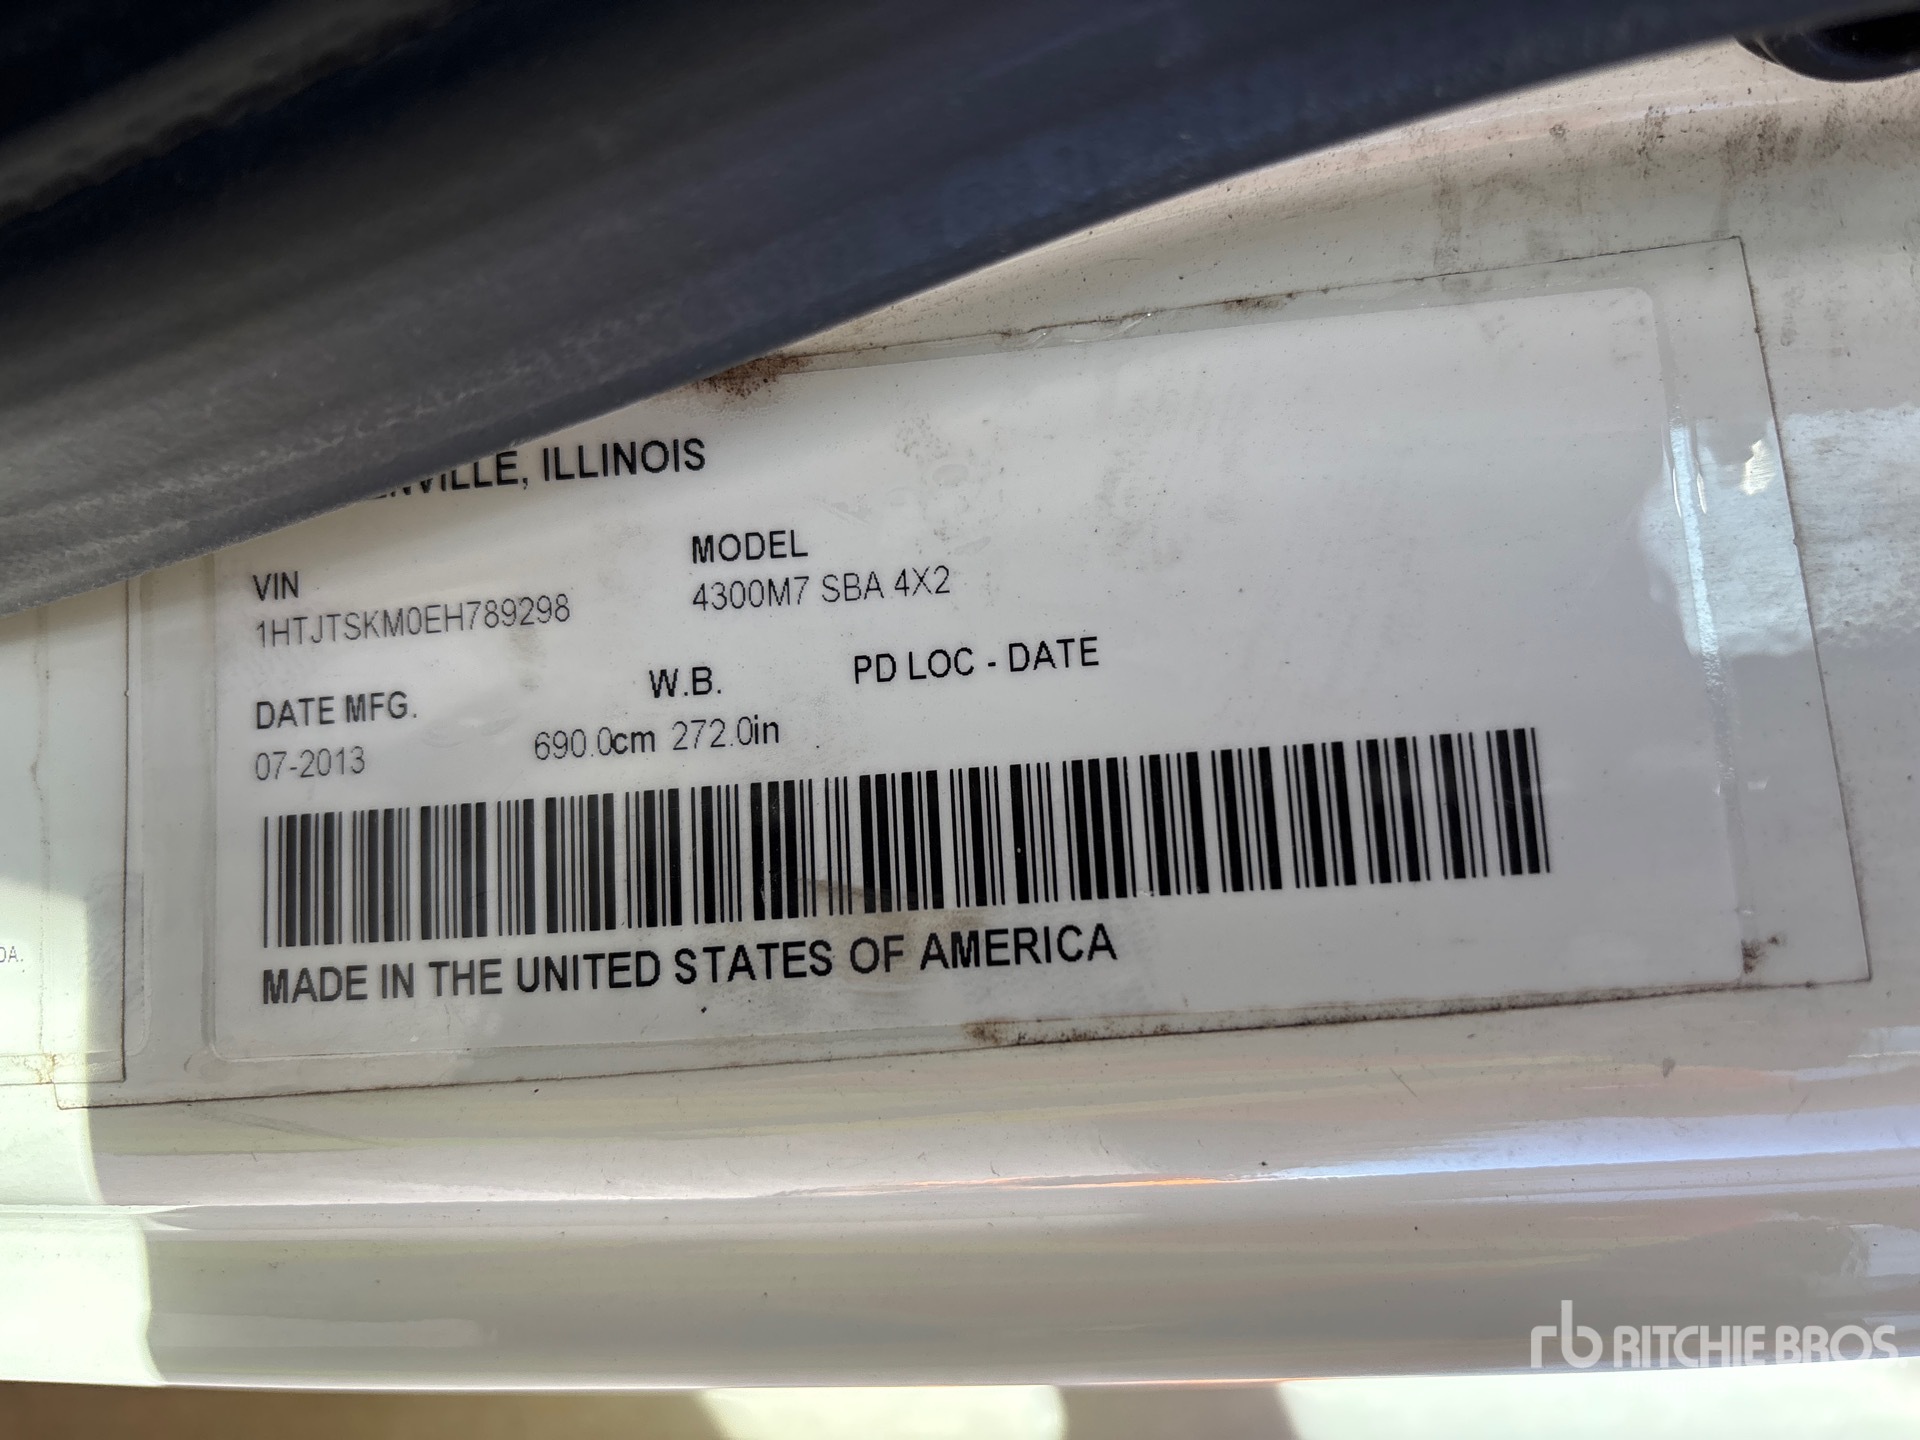 ILLINOIS
VIN
1HTJTSKM0EH789298
MODEL
4300M7 SBA 4X2
DATE MFG.
07-2013
W.B.
690.0cm 272.0in
PD LOC - DATE
MADE IN THE UNITED STATES OF AMERICA
DA.
rb RITCHIE BROS